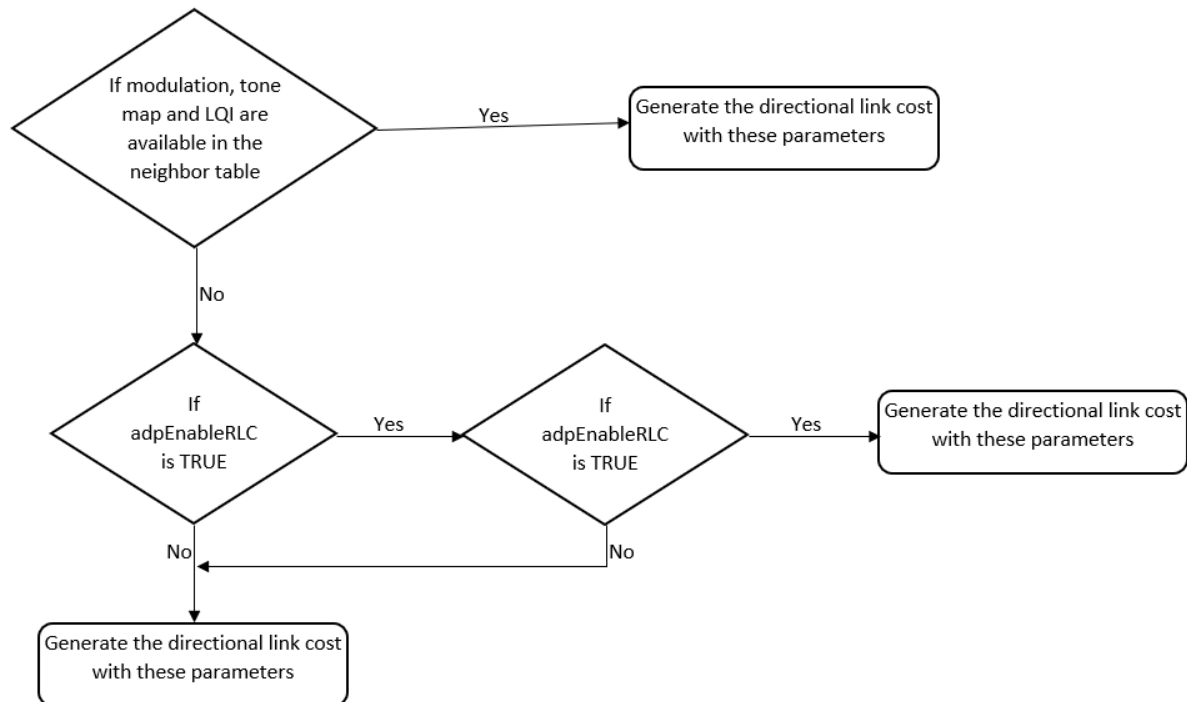 If modulation, tone
map and LQI are
available in the
neighbor table
Yes
Generate the directional link cost
with these parameters
No
If
adpEnableRLC
is TRUE
Yes
If
adpEnableRLC
is TRUE
Yes
Generate the directional link cost
with these parameters
No
No
Generate the directional link cost
with these parameters